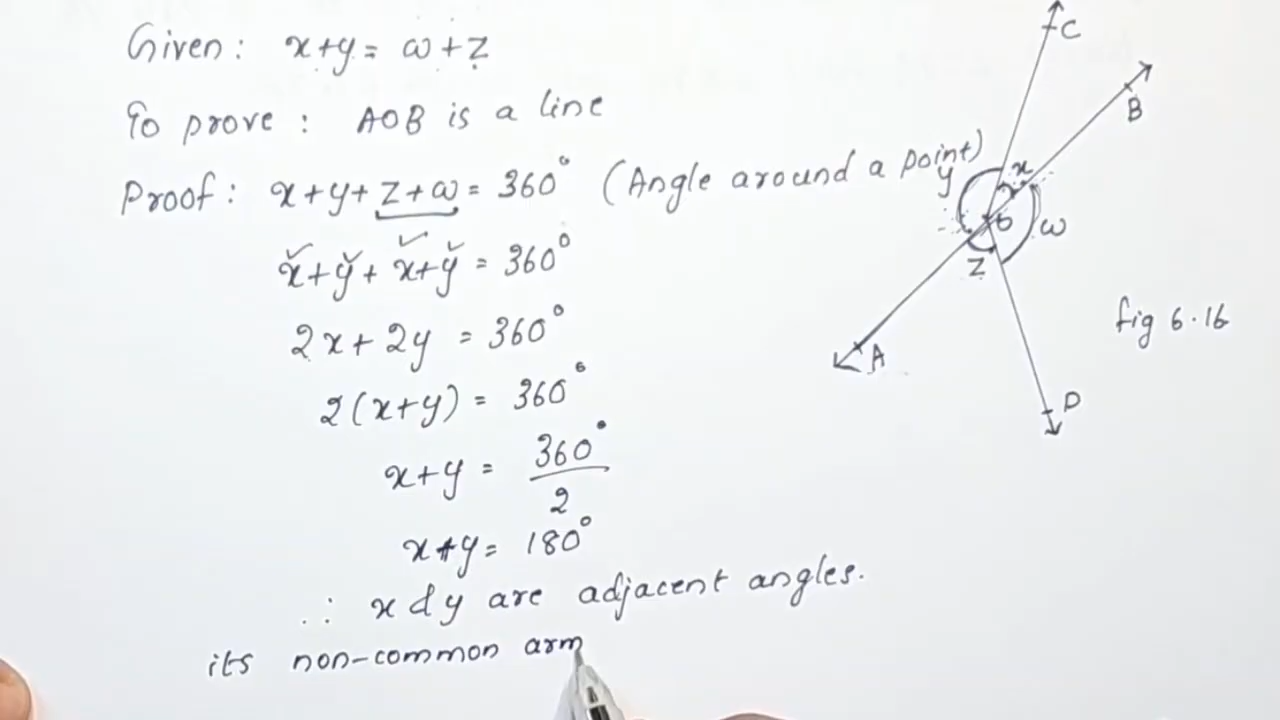 Given: x+y = ω+z
To prove: AOB is a line
Proof: x+y+z+ω = 360° (Angle around a point)
x+y+x+y = 360°
2x+2y = 360°
2(x+y) = 360°
x+y = 360°/2
x+y = 180°
∴ x & y are adjacent angles.
its non-common arm
C
B
y
x
O
ω
z
A
D
fig 6.16